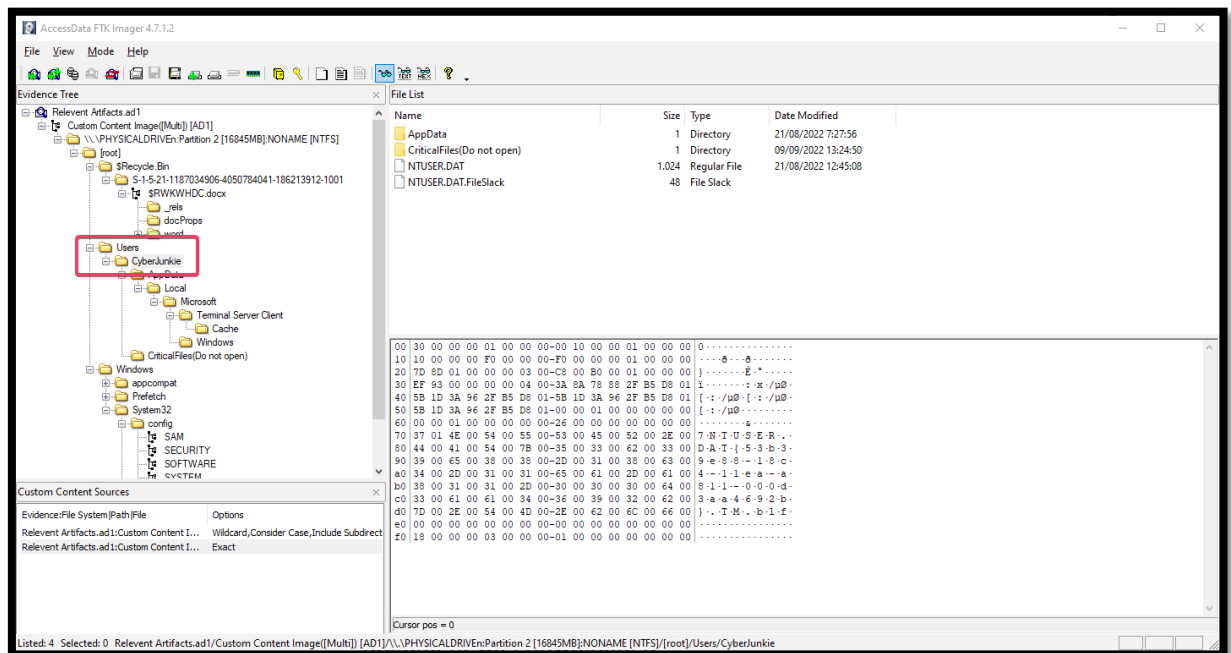 AccessData FTK Imager 4.7.1.2
File View Mode Help
Evidence Tree
Relevent Artifacts.ad1
Custom Content Image([Multi]) [AD1]
\\.\PHYSICALDRIVEn:Partition 2 [16845MB]:NONAME [NTFS]
[root]
$Recycle.Bin
S-1-5-21-1187034906-4050784041-186213912-1001
$RWKWHDC.docx
_rels
docProps
word
Users
CyberJunkie
AppData
Local
Microsoft
Terminal Server Client
Cache
Windows
CriticalFiles(Do not open)
Windows
appcompat
Prefetch
System32
config
SAM
SECURITY
SOFTWARE
SYSTEM
Custom Content Sources
Evidence:File System|Path|File Options
Relevent Artifacts.ad1:Custom Content I... Wildcard,Consider Case,Include Subdirect
Relevent Artifacts.ad1:Custom Content I... Exact
File List
Name Size Type Date Modified
AppData 1 Directory 21/08/2022 7:27:56
CriticalFiles(Do not open) 1 Directory 09/09/2022 13:24:50
NTUSER.DAT 1.024 Regular File 21/08/2022 12:45:08
NTUSER.DAT.FileSlack 48 File Slack
00 30 00 00 00 01 00 00 00-00 10 00 00 01 00 00 00 0···············
10 10 00 00 00 F0 00 00 00-F0 00 00 00 01 00 00 00 ····ð···ð·······
20 7D 8D 01 00 00 00 03 00-C8 00 B0 00 01 00 00 00 }·······È·°·····
30 EF 93 00 00 00 00 04 00-3A 8A 78 88 2F B5 D8 01 ï·······:·x·/µØ·
40 5B 1D 3A 96 2F B5 D8 01-5B 1D 3A 96 2F B5 D8 01 [·:·/µØ·[·:·/µØ·
50 5B 1D 3A 96 2F B5 D8 01-00 00 01 00 00 00 00 00 [·:·/µØ·········
60 00 00 01 00 00 00 00 00-26 00 00 00 00 00 00 00 ········&·······
70 37 01 4E 00 54 00 55 00-53 00 45 00 52 00 2E 00 7·N·T·U·S·E·R·.·
80 44 00 41 00 54 00 7B 00-35 00 33 00 62 00 33 00 D·A·T·{·5·3·b·3·
90 39 00 65 00 38 00 38 00-2D 00 31 00 38 00 63 00 9·e·8·8·-·1·8·c·
a0 34 00 2D 00 31 00 31 00-65 00 61 00 2D 00 61 00 4·-·1·1·e·a·-·a·
b0 38 00 31 00 31 00 2D 00-30 00 30 00 30 00 64 00 8·1·1·-·0·0·0·d·
c0 33 00 61 00 61 00 34 00-36 00 39 00 32 00 62 00 3·a·a·4·6·9·2·b·
d0 7D 00 2E 00 54 00 4D 00-2E 00 62 00 6C 00 66 00 }·.·T·M·.·b·l·f·
e0 00 00 00 00 00 00 00 00-00 00 00 00 00 00 00 00 ················
f0 18 00 00 00 03 00 00 00-01 00 00 00 00 00 00 00 ················
Cursor pos = 0
Listed: 4 Selected: 0 Relevent Artifacts.ad1/Custom Content Image([Multi]) [AD1]/\\.\PHYSICALDRIVEn:Partition 2 [16845MB]:NONAME [NTFS]/[root]/Users/CyberJunkie